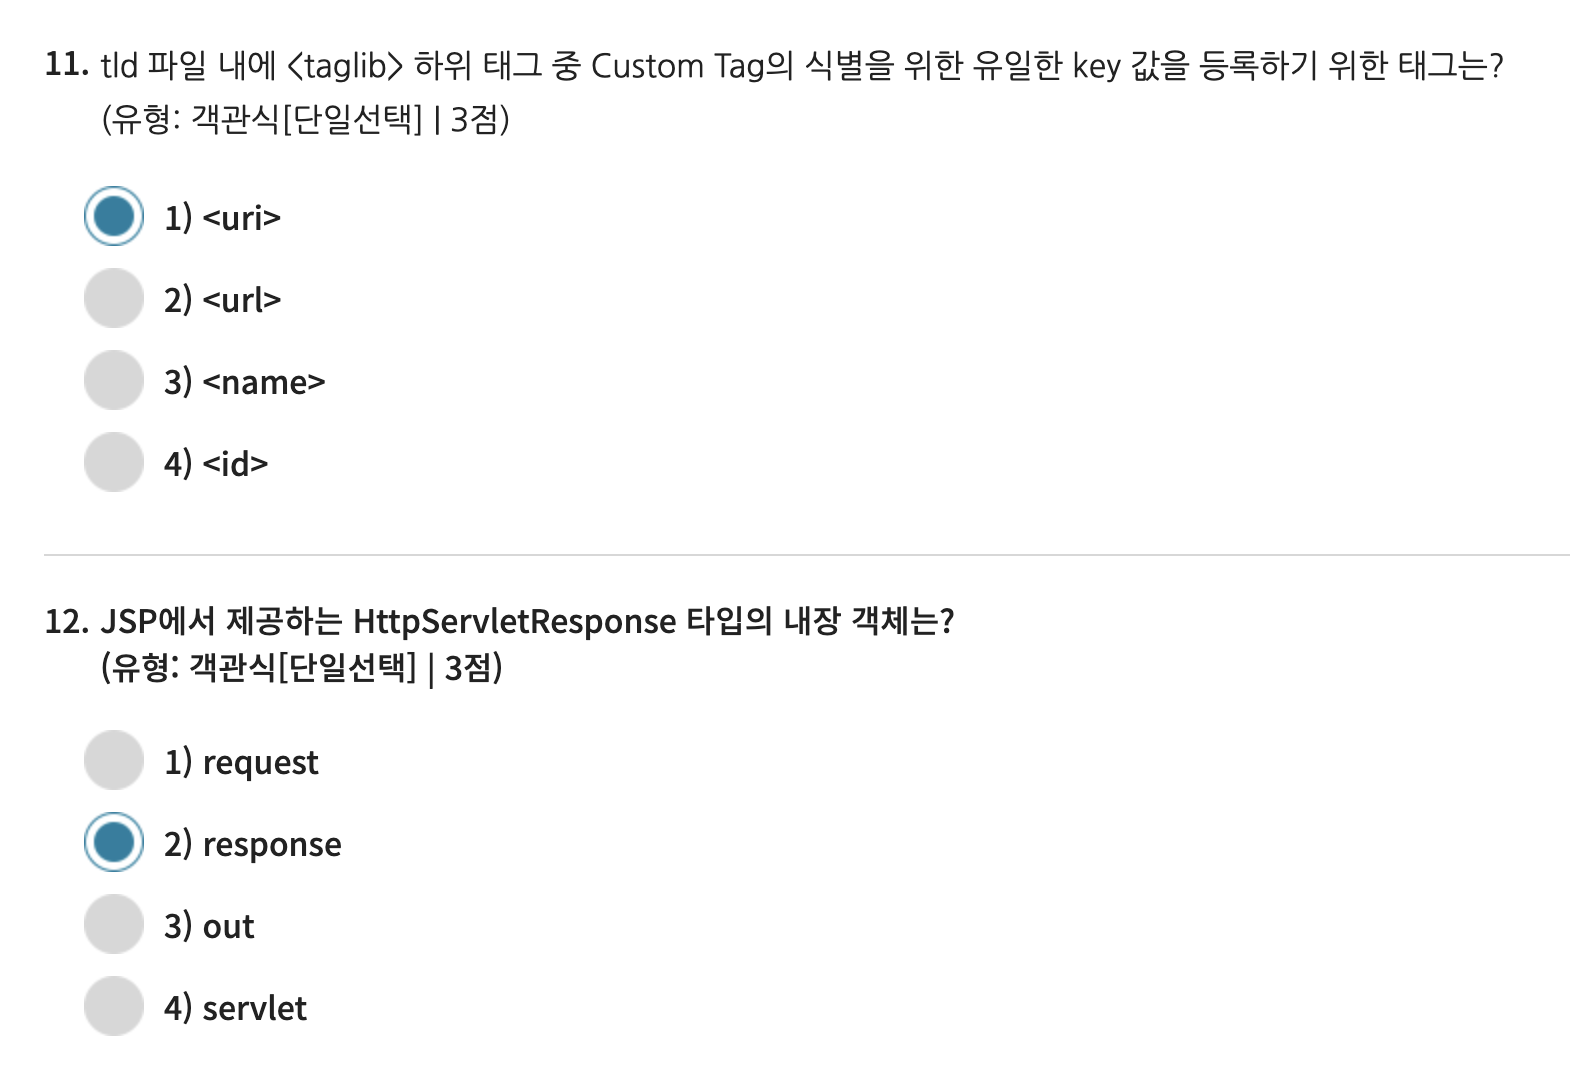 11. tld 파일 내에 <taglib> 하위 태그 중 Custom Tag의 식별을 위한 유일한 key 값을 등록하기 위한 태그는?
(유형: 객관식[단일선택] | 3점)
1) <uri>
2) <url>
3) <name>
4) <id>
12. JSP에서 제공하는 HttpServletResponse 타입의 내장 객체는?
(유형: 객관식[단일선택] | 3점)
1) request
2) response
3) out
4) servlet